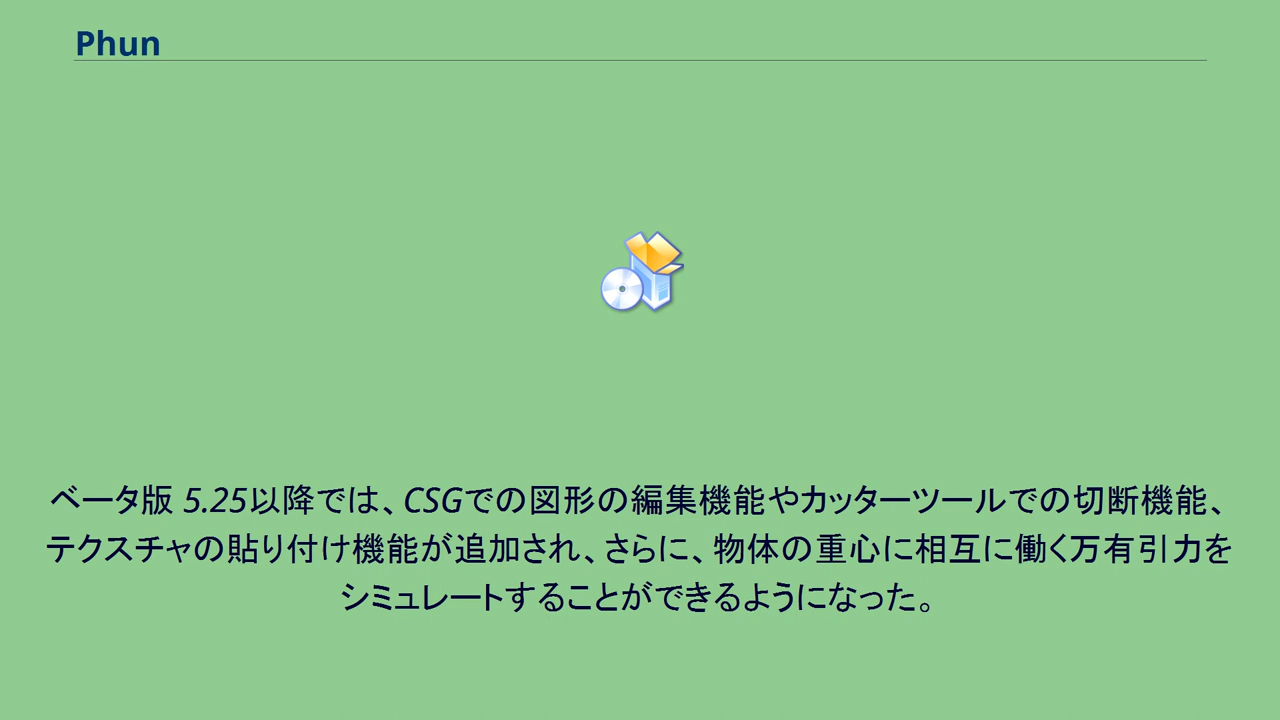 Phun
ベータ版 5.25以降では、CSGでの図形の編集機能やカッターツールでの切断機能、
テクスチャの貼り付け機能が追加され、さらに、物体の重心に相互に働く万有引力を
シミュレートすることができるようになった。